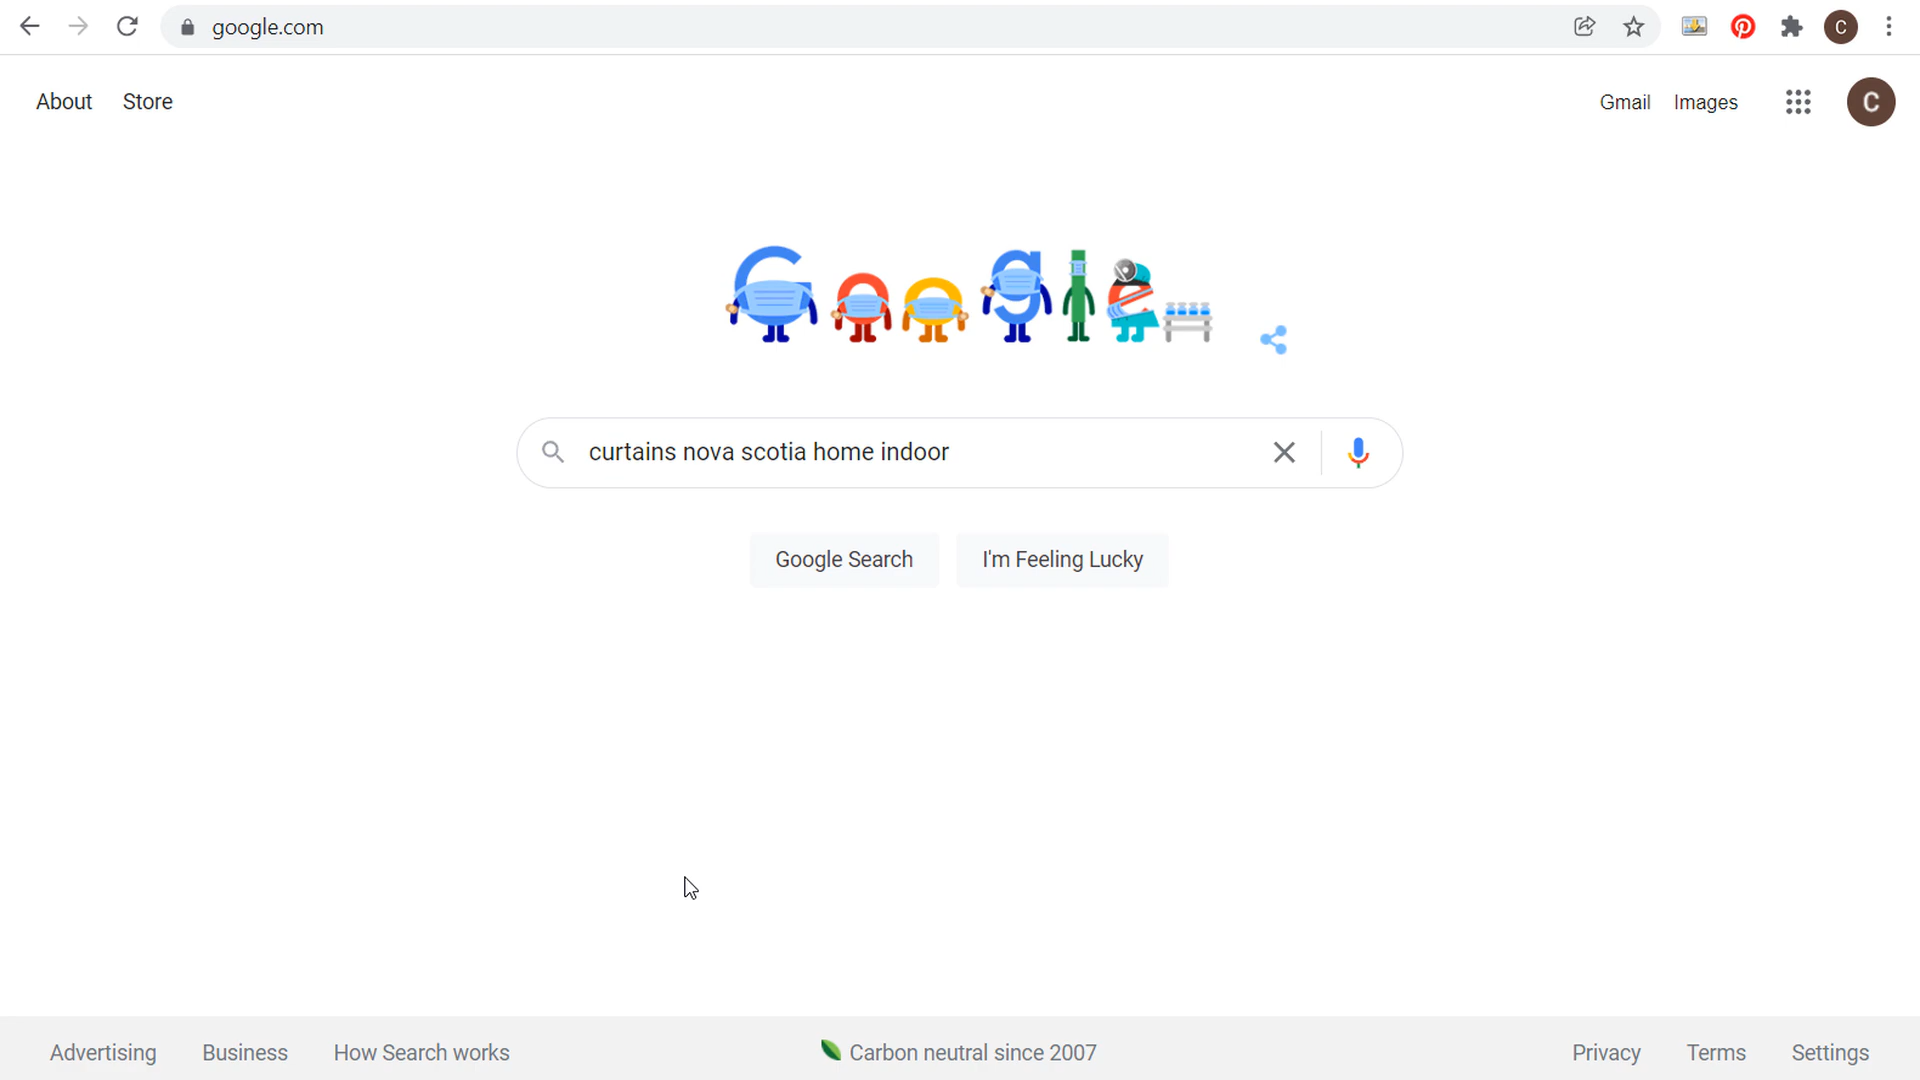 google.com
C
About Store
Gmail Images
C
Google
curtains nova scotia home indoor
Google Search
I'm Feeling Lucky
Advertising Business How Search works
Carbon neutral since 2007
Privacy Terms Settings